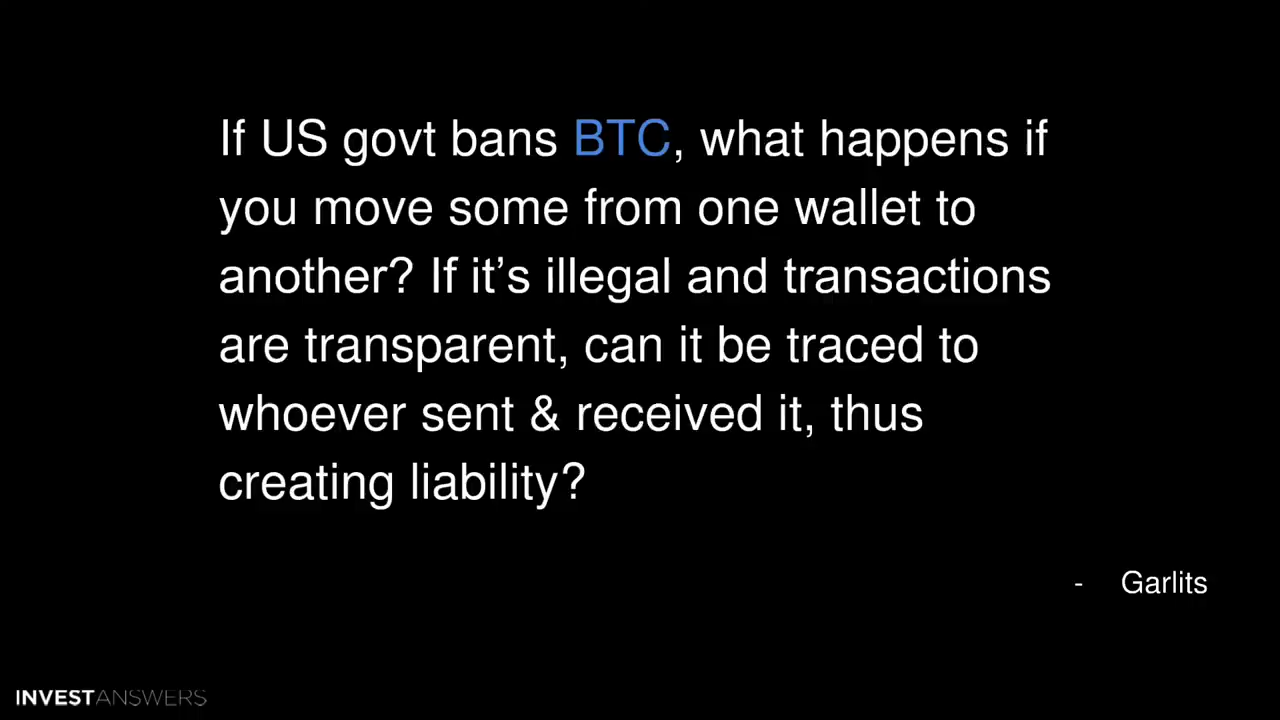 If US govt bans BTC, what happens if
you move some from one wallet to
another? If it’s illegal and transactions
are transparent, can it be traced to
whoever sent & received it, thus
creating liability?
- Garlits
INVESTANSWERS